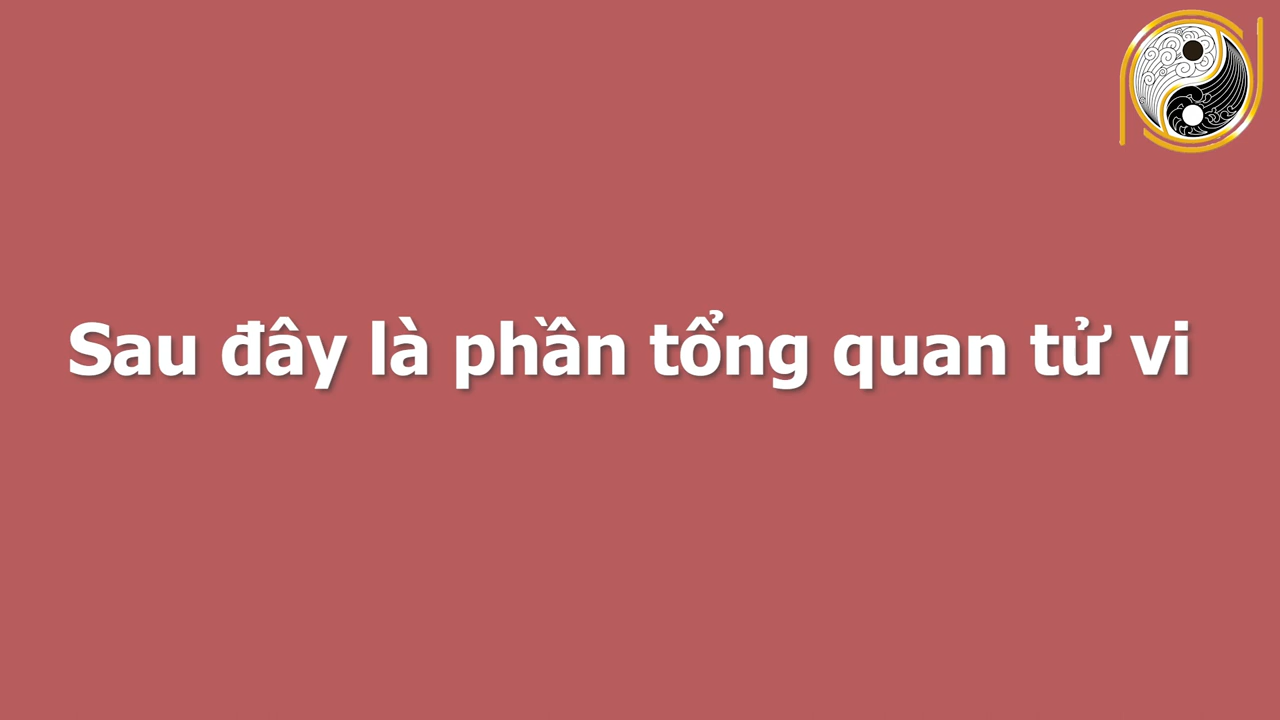 Sau đây là phần tổng quan tử vi